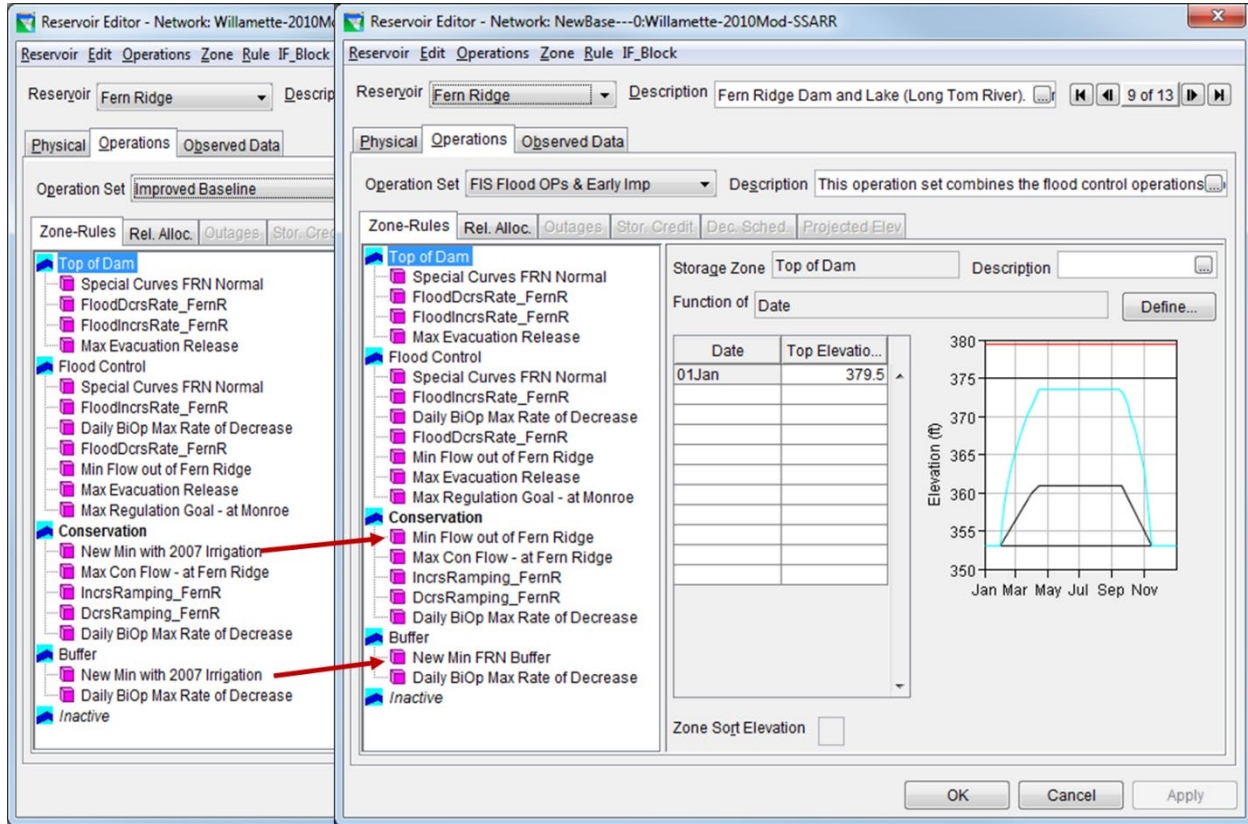 Reservoir Editor - Network: Willamette-2010Mo
Reservoir Edit Operations Zone Rule IF_Block
Reservoir Fern Ridge Descrip
Physical Operations Observed Data
Operation Set Improved Baseline
Zone-Rules Rel. Alloc. Outages Stor. Cred
Top of Dam
Special Curves FRN Normal
FloodDcrsRate_FernR
FloodIncrsRate_FernR
Max Evacuation Release
Flood Control
Special Curves FRN Normal
FloodIncrsRate_FernR
Daily BiOp Max Rate of Decrease
FloodDcrsRate_FernR
Min Flow out of Fern Ridge
Max Evacuation Release
Max Regulation Goal - at Monroe
Conservation
New Min with 2007 Irrigation
Max Con Flow - at Fern Ridge
IncrsRamping_FernR
DcrsRamping_FernR
Daily BiOp Max Rate of Decrease
Buffer
New Min with 2007 Irrigation
Daily BiOp Max Rate of Decrease
Inactive
Reservoir Editor - Network: NewBase---0:Willamette-2010Mod-SSARR
Reservoir Edit Operations Zone Rule IF_Block
Reservoir Fern Ridge Description Fern Ridge Dam and Lake (Long Tom River). ... 9 of 13
Physical Operations Observed Data
Operation Set FIS Flood OPs & Early Imp Description This operation set combines the flood control operations ...
Zone-Rules Rel. Alloc. Outages Stor. Credit Dec. Sched. Projected Elev
Top of Dam
Special Curves FRN Normal
FloodDcrsRate_FernR
FloodIncrsRate_FernR
Max Evacuation Release
Flood Control
Special Curves FRN Normal
FloodIncrsRate_FernR
Daily BiOp Max Rate of Decrease
FloodDcrsRate_FernR
Min Flow out of Fern Ridge
Max Evacuation Release
Max Regulation Goal - at Monroe
Conservation
Min Flow out of Fern Ridge
Max Con Flow - at Fern Ridge
IncrsRamping_FernR
DcrsRamping_FernR
Daily BiOp Max Rate of Decrease
Buffer
New Min FRN Buffer
Daily BiOp Max Rate of Decrease
Inactive
Storage Zone Top of Dam Description ...
Function of Date Define...
Date Top Elevatio...
01Jan 379.5
380
375
370
365
360
355
350
Elevation (ft)
Jan Mar May Jul Sep Nov
Zone Sort Elevation
OK Cancel Apply